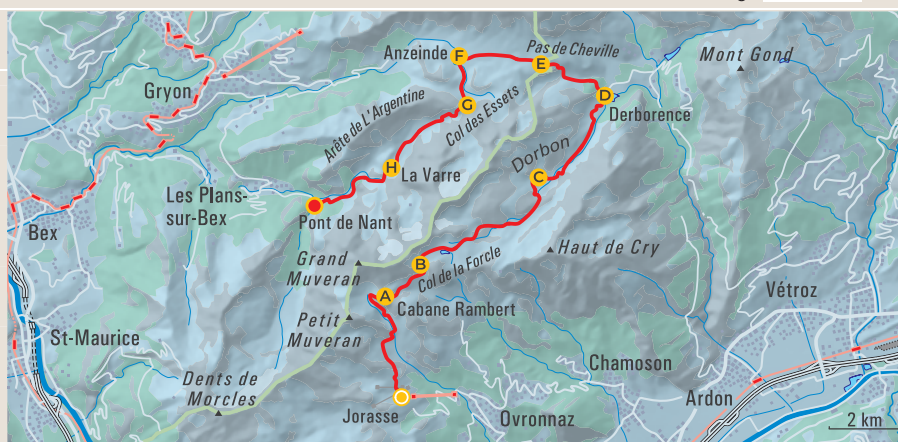 Anzeinde
F
E
Pas de Cheville
Mont Gond
Gryon
D
Derborence
G
Col des Essets
Arête de L'Argentine
Dorbon
H
La Varre
C
Les Plans-
sur-Bex
Pont de Nant
Bex
Grand
Muveran
B
Col de la Forcle
Haut de Cry
A
Cabane Rambert
Vétroz
Petit
Muveran
St-Maurice
Chamoson
Dents de
Morcles
Ardon
Jorasse
Ovronnaz
2 km